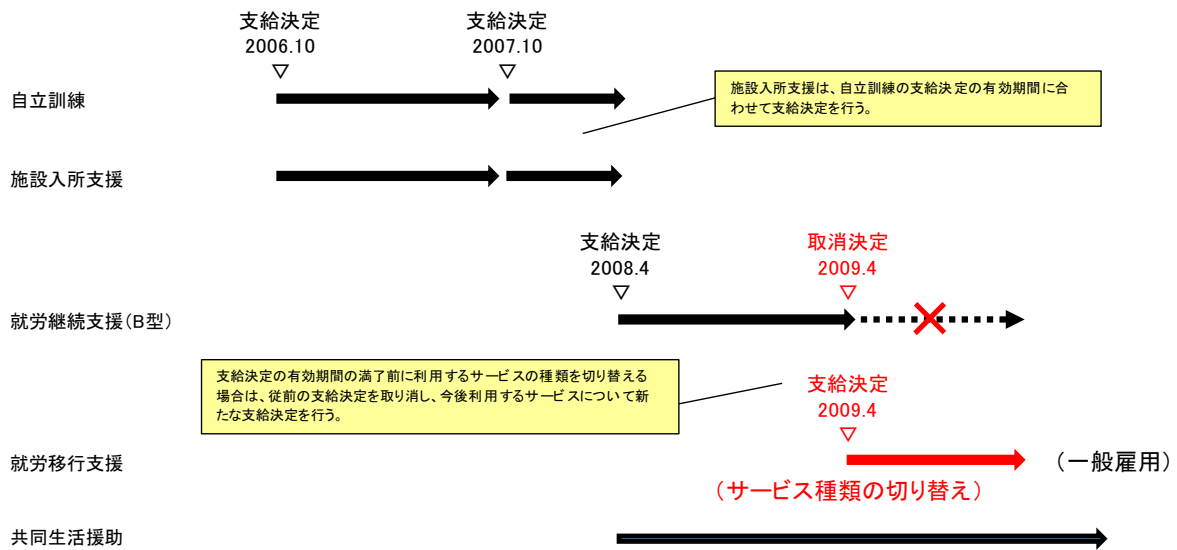 支給決定
2006.10
▽
支給決定
2007.10
▽
自立訓練
施設入所支援は、自立訓練の支給決定の有効期間に合
わせて支給決定を行う。
施設入所支援
支給決定
2008.4
▽
取消決定
2009.4
▽
就労継続支援(B型)
支給決定の有効期間の満了前に利用するサービスの種類を切り替える
場合は、従前の支給決定を取り消し、今後利用するサービスについて新
たな支給決定を行う。
支給決定
2009.4
▽
就労移行支援
（一般雇用）
（サービス種類の切り替え）
共同生活援助